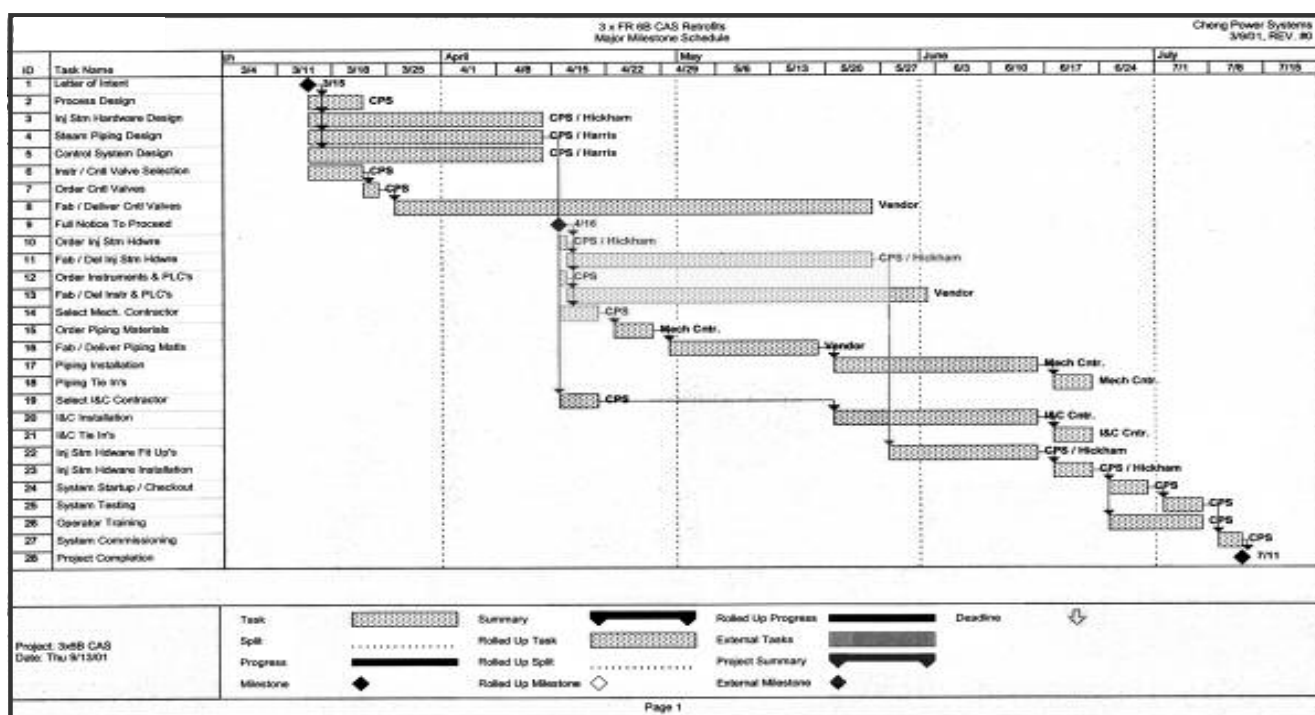 3 x FR 6B CAS Retrofits
Major Milestone Schedule
Cheng Power Systems
3/9/01, REV. #0
ID Task Name
th April May June July
3/4 3/11 3/18 3/25 4/1 4/8 4/15 4/22 4/29 5/6 5/13 5/20 5/27 6/3 6/10 6/17 6/24 7/1 7/8 7/15
1 Letter of Intent 3/15
2 Process Design CPS
3 Inj Stm Hardware Design CPS / Hickham
4 Steam Piping Design CPS / Harris
5 Control System Design CPS / Harris
6 Instr / Cntl Valve Selection CPS
7 Order Cntl Valves CPS
8 Fab / Deliver Cntl Valves Vendor
9 Full Notice To Proceed 4/16
10 Order Inj Stm Hdwre CPS / Hickham
11 Fab / Del Inj Stm Hdwre CPS / Hickham
12 Order Instruments & PLC's CPS
13 Fab / Del Instr & PLC's Vendor
14 Select Mech. Contractor CPS
15 Order Piping Materials Mech Cntr.
16 Fab / Deliver Piping Matls Vendor
17 Piping Installation Mech Cntr.
18 Piping Tie In's Mech Cntr.
19 Select I&C Contractor CPS
20 I&C Installation I&C Cntr.
21 I&C Tie In's I&C Cntr.
22 Inj Stm Hdware Fit Up's CPS / Hickham
23 Inj Stm Hdware Installation CPS / Hickham
24 System Startup / Checkout CPS
25 System Testing CPS
26 Operator Training CPS
27 System Commissioning CPS
28 Project Completion 7/11
Project: 3x6B CAS
Date: Thu 9/13/01
Task Summary Rolled Up Progress Deadline
Split Rolled Up Task External Tasks
Progress Rolled Up Split Project Summary
Milestone Rolled Up Milestone External Milestone
Page 1